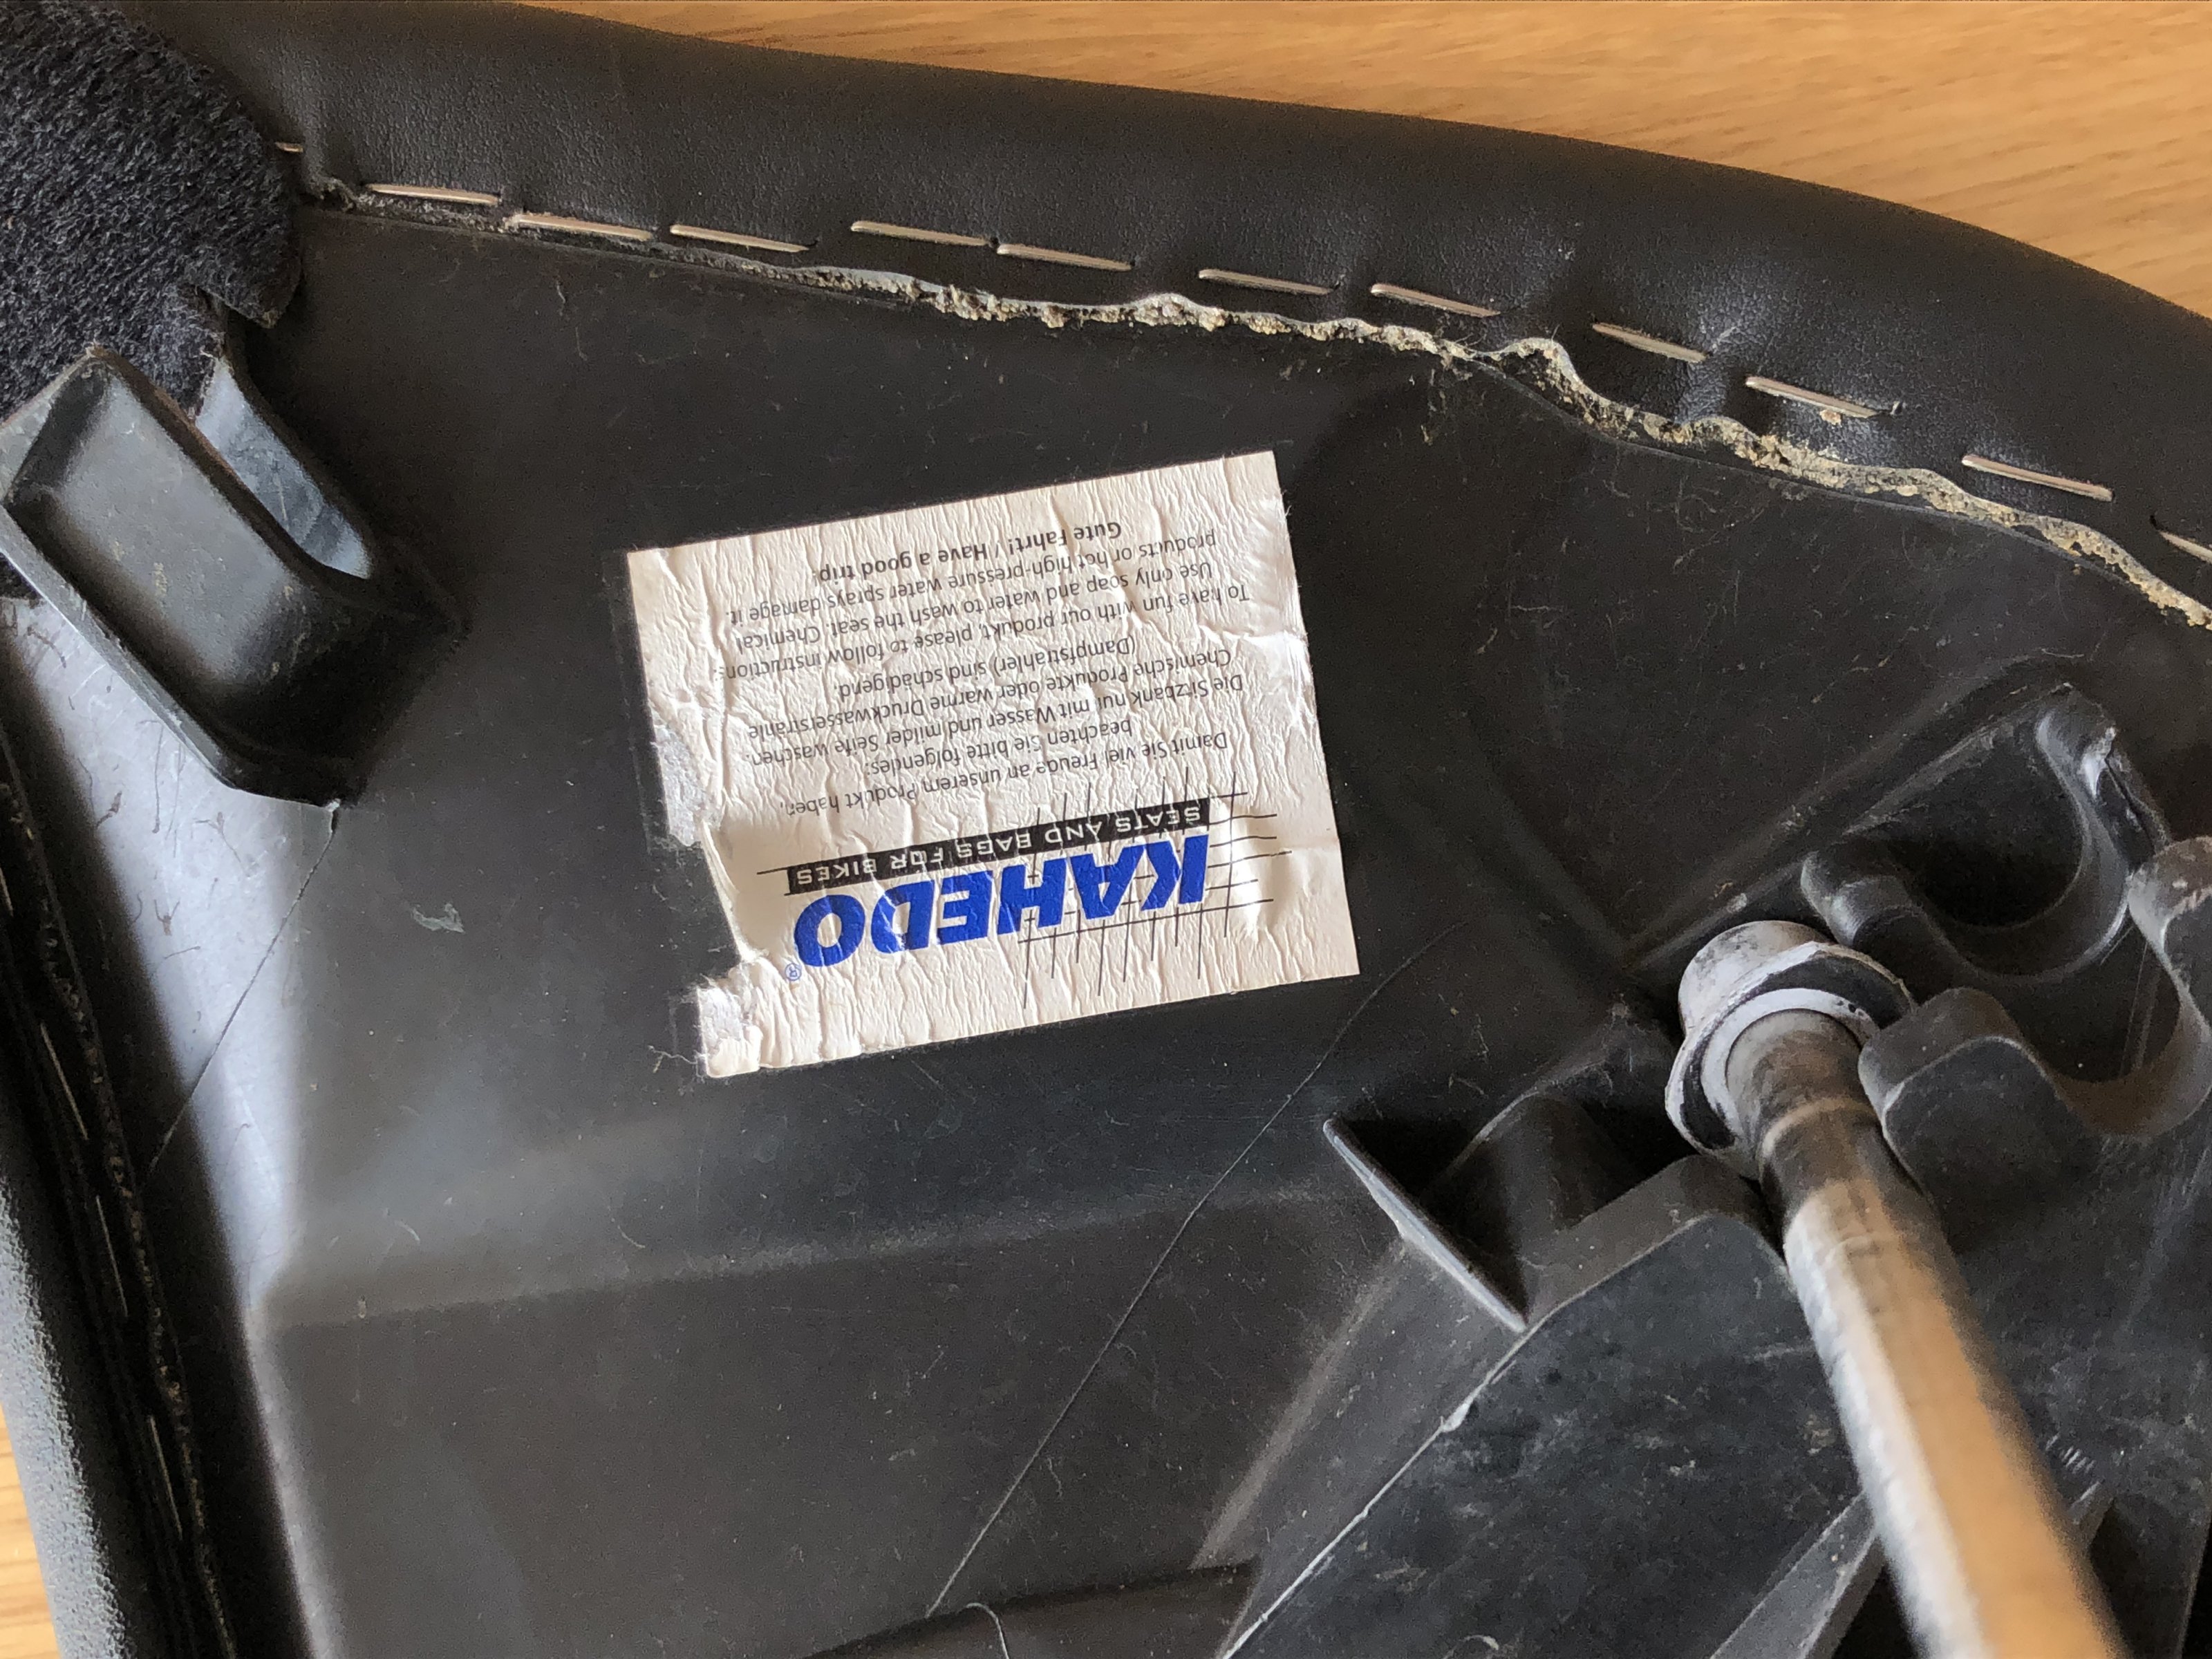 KAHEDO®
SEATS AND BAGS FOR BIKES
Damit Sie viel Freude an unserem Produkt haben,
beachten Sie bitte folgendes:
Die Sitzbank nur mit Wasser und milder Seife waschen.
Chemische Produkte oder warme Druckwasserstrahle
(Dampfstrahler) sind schädigend.
To have fun with our produkt, please to follow instruction:
Use only soap and water to wash the seat. Chemical
products or hot high-pressure water sprays damage it.
Gute Fahrt! / Have a good trip!